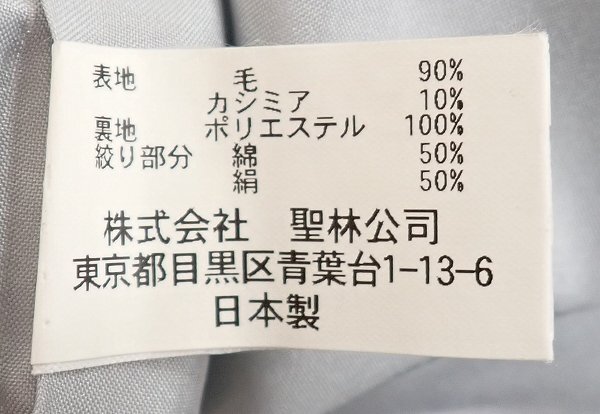 表地 毛 90%
カシミア 10%
裏地 ポリエステル 100%
絞り部分 綿 50%
絹 50%
株式会社 聖林公司
東京都目黒区青葉台1-13-6
日本製